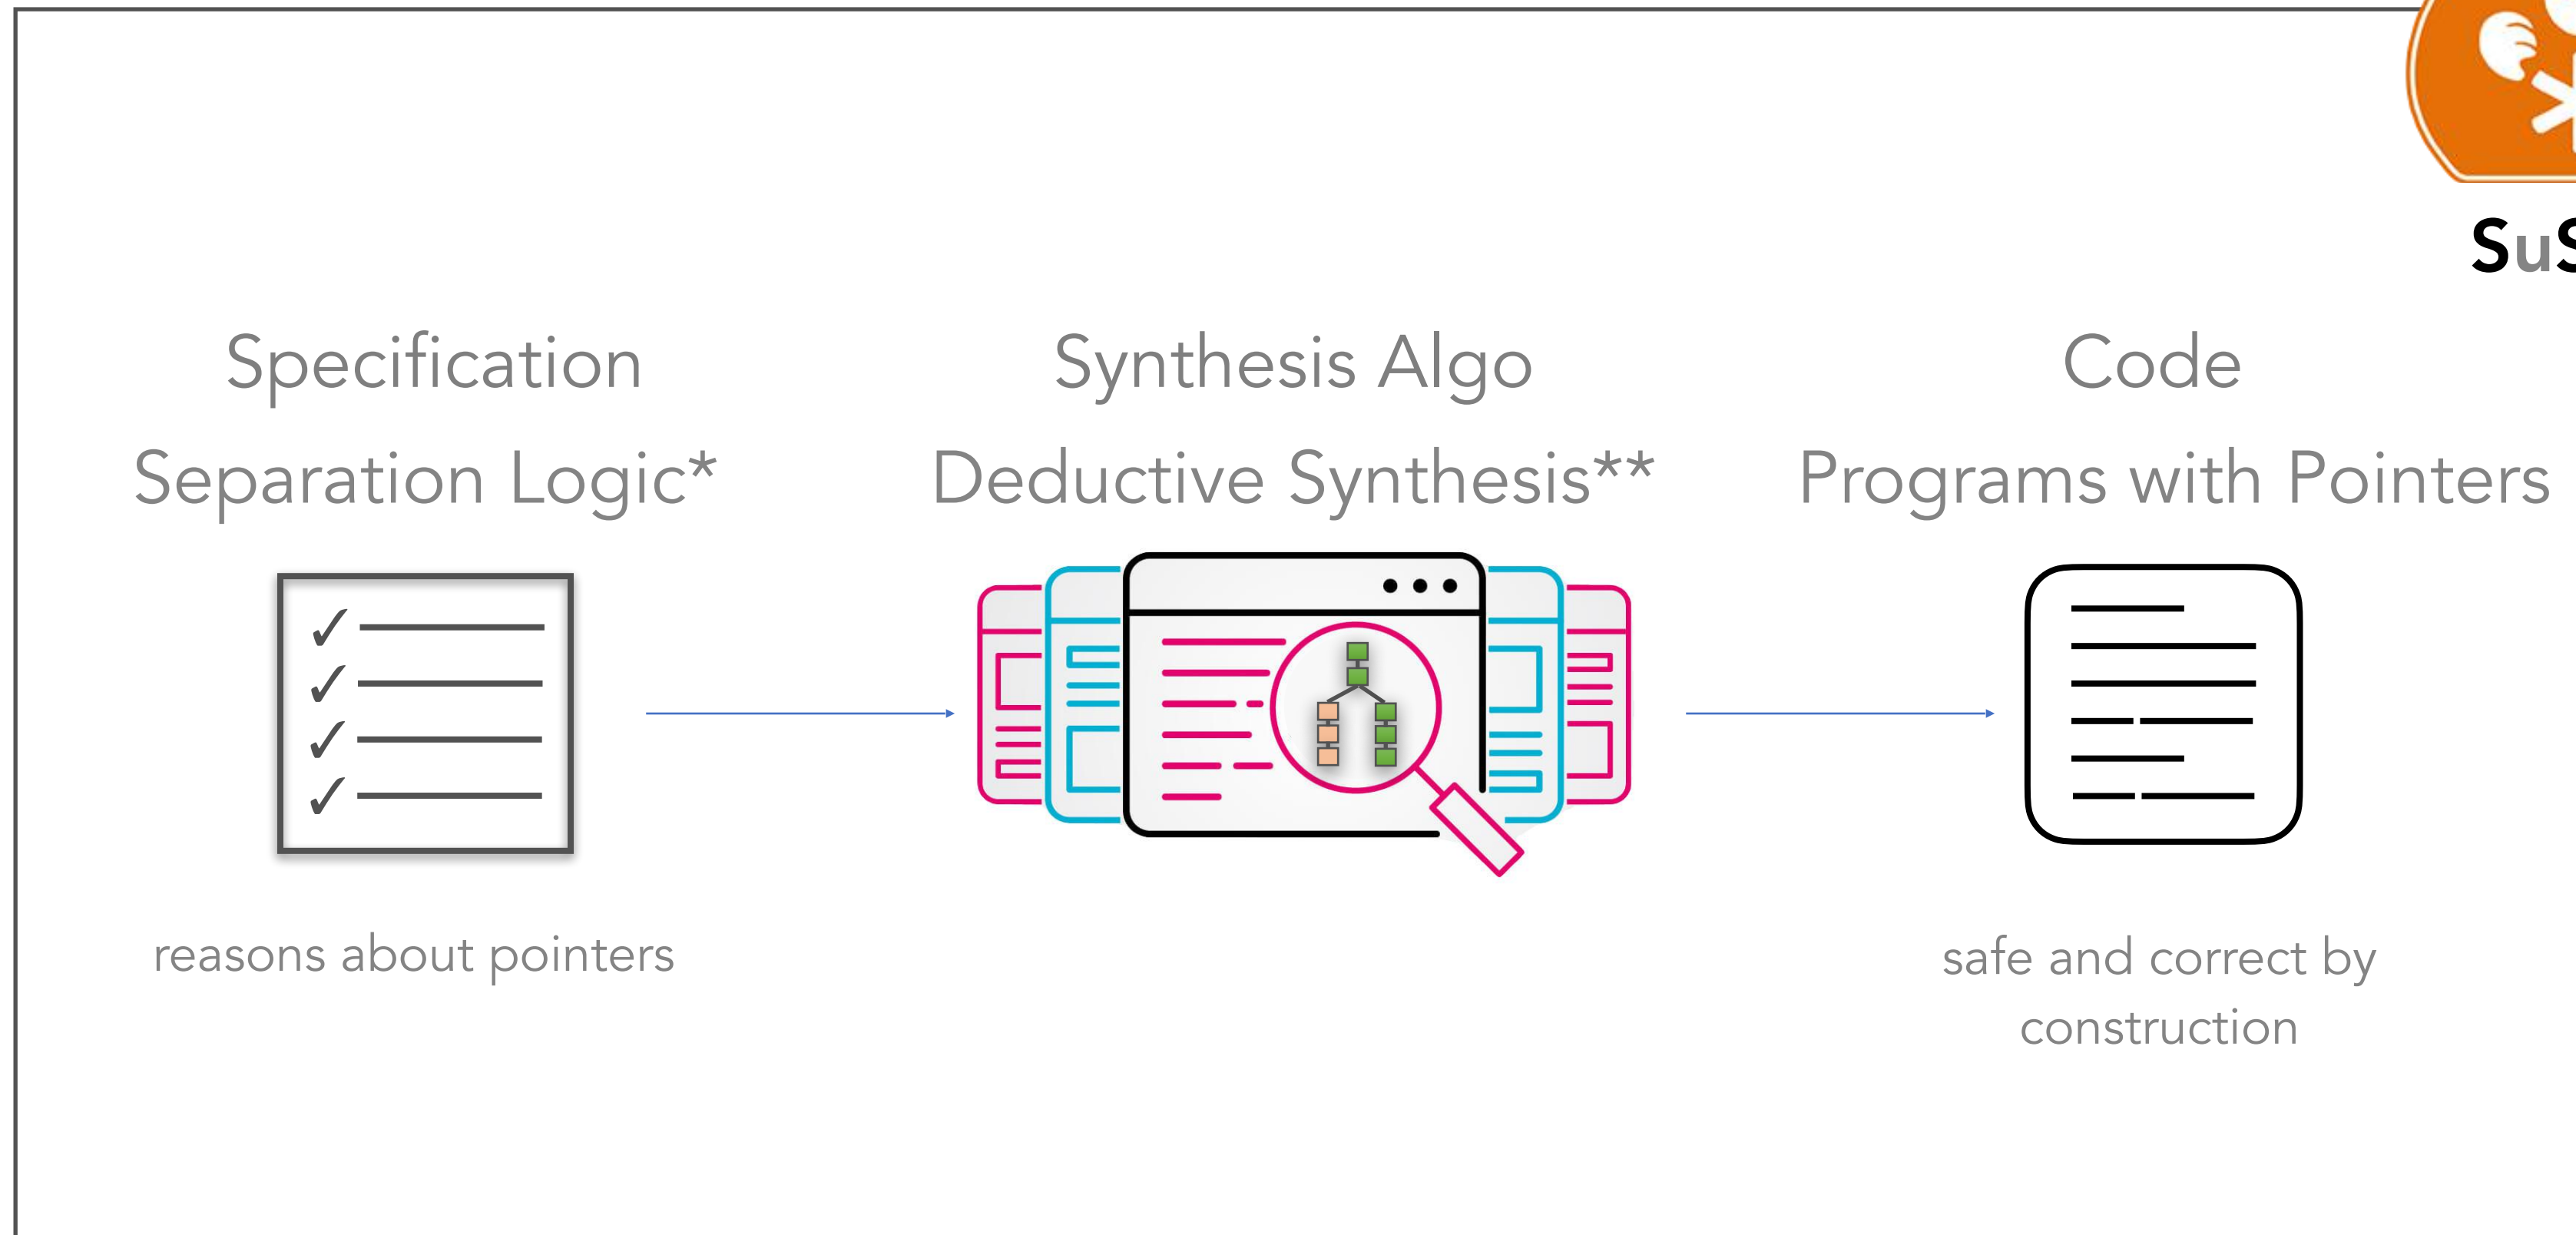 SuS
Specification
Separation Logic*
reasons about pointers
Synthesis Algo
Deductive Synthesis**
Code
Programs with Pointers
safe and correct by
construction